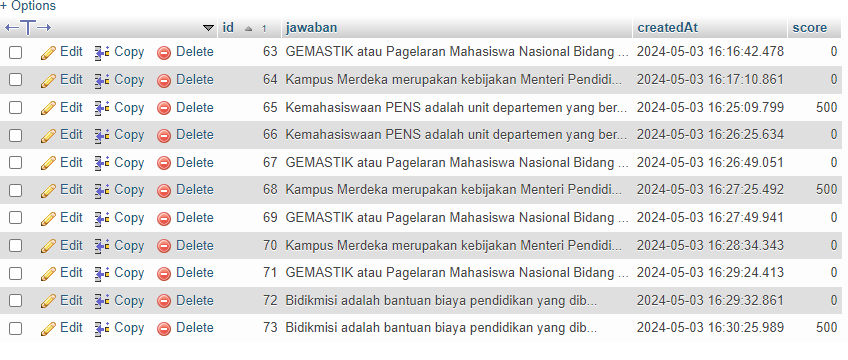 + Options
id 1 jawaban createdAt score
Edit Copy Delete 63 GEMASTIK atau Pagelaran Mahasiswa Nasional Bidang ... 2024-05-03 16:16:42.478 0
Edit Copy Delete 64 Kampus Merdeka merupakan kebijakan Menteri Pendidi... 2024-05-03 16:17:10.861 0
Edit Copy Delete 65 Kemahasiswaan PENS adalah unit departemen yang ber... 2024-05-03 16:25:09.799 500
Edit Copy Delete 66 Kemahasiswaan PENS adalah unit departemen yang ber... 2024-05-03 16:26:25.634 0
Edit Copy Delete 67 GEMASTIK atau Pagelaran Mahasiswa Nasional Bidang ... 2024-05-03 16:26:49.051 0
Edit Copy Delete 68 Kampus Merdeka merupakan kebijakan Menteri Pendidi... 2024-05-03 16:27:25.492 500
Edit Copy Delete 69 GEMASTIK atau Pagelaran Mahasiswa Nasional Bidang ... 2024-05-03 16:27:49.941 0
Edit Copy Delete 70 Kampus Merdeka merupakan kebijakan Menteri Pendidi... 2024-05-03 16:28:34.343 0
Edit Copy Delete 71 GEMASTIK atau Pagelaran Mahasiswa Nasional Bidang ... 2024-05-03 16:29:24.413 0
Edit Copy Delete 72 Bidikmisi adalah bantuan biaya pendidikan yang dib... 2024-05-03 16:29:32.861 0
Edit Copy Delete 73 Bidikmisi adalah bantuan biaya pendidikan yang dib... 2024-05-03 16:30:25.989 500